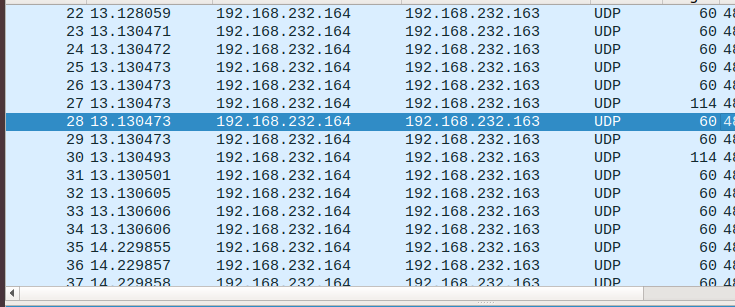 22 13.128059 192.168.232.164 192.168.232.163 UDP 60 48
23 13.130471 192.168.232.164 192.168.232.163 UDP 60 48
24 13.130472 192.168.232.164 192.168.232.163 UDP 60 48
25 13.130473 192.168.232.164 192.168.232.163 UDP 60 48
26 13.130473 192.168.232.164 192.168.232.163 UDP 60 48
27 13.130473 192.168.232.164 192.168.232.163 UDP 114 48
28 13.130473 192.168.232.164 192.168.232.163 UDP 60 48
29 13.130473 192.168.232.164 192.168.232.163 UDP 60 48
30 13.130493 192.168.232.164 192.168.232.163 UDP 114 48
31 13.130501 192.168.232.164 192.168.232.163 UDP 60 48
32 13.130605 192.168.232.164 192.168.232.163 UDP 60 48
33 13.130606 192.168.232.164 192.168.232.163 UDP 60 48
34 13.130606 192.168.232.164 192.168.232.163 UDP 60 48
35 14.229855 192.168.232.164 192.168.232.163 UDP 60 48
36 14.229857 192.168.232.164 192.168.232.163 UDP 60 48
37 14.229858 192.168.232.164 192.168.232.163 UDP 60 48